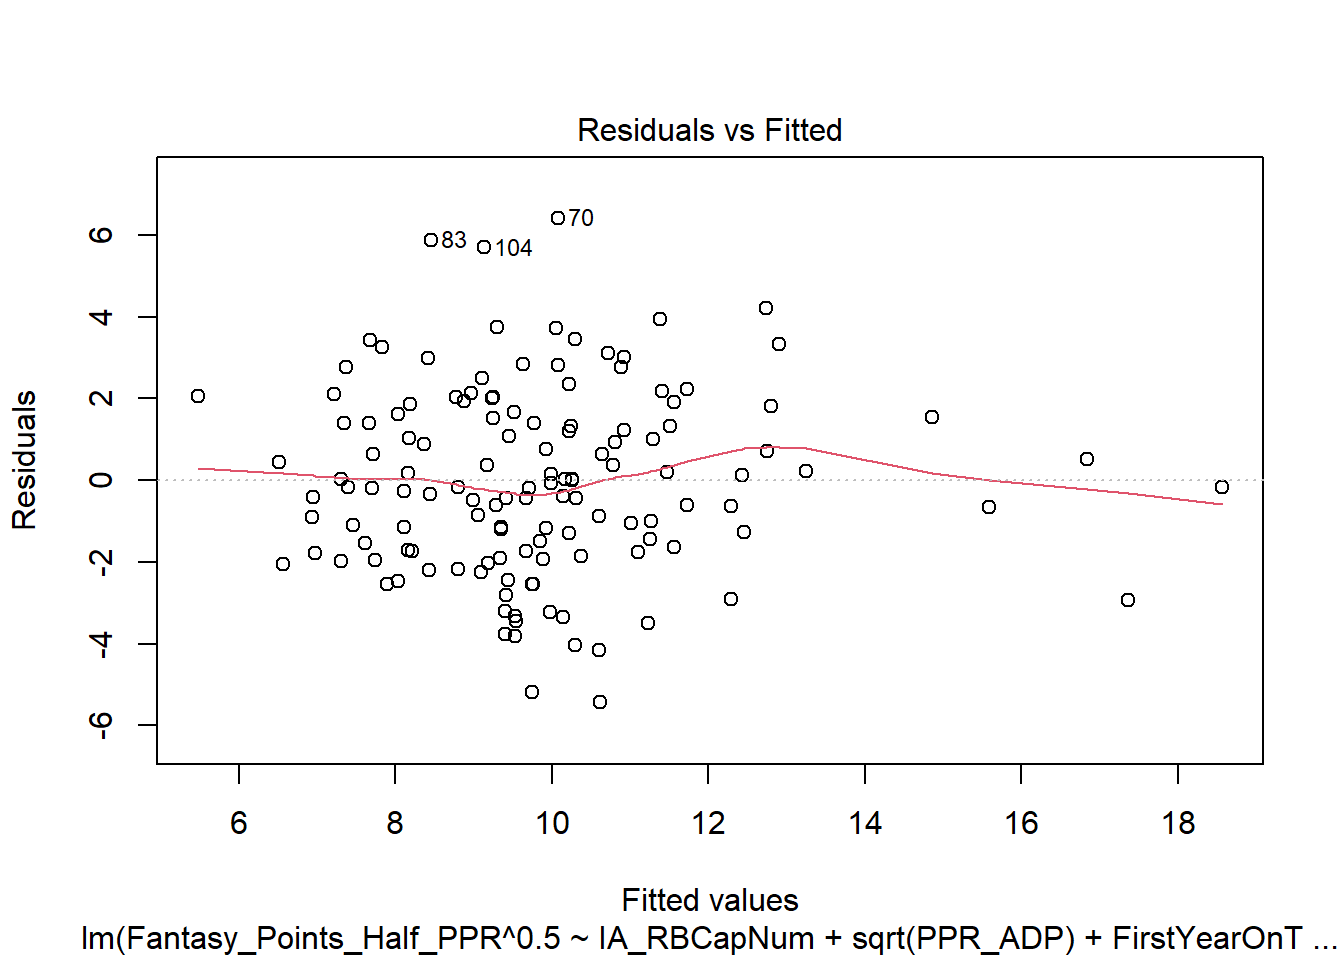 Residuals vs Fitted
Residuals
6
4
2
0
-2
-4
-6
70
83
104
6 8 10 12 14 16 18
Fitted values
lm(Fantasy_Points_Half_PPR^0.5 ~ IA_RBCapNum + sqrt(PPR_ADP) + FirstYearOnT ...